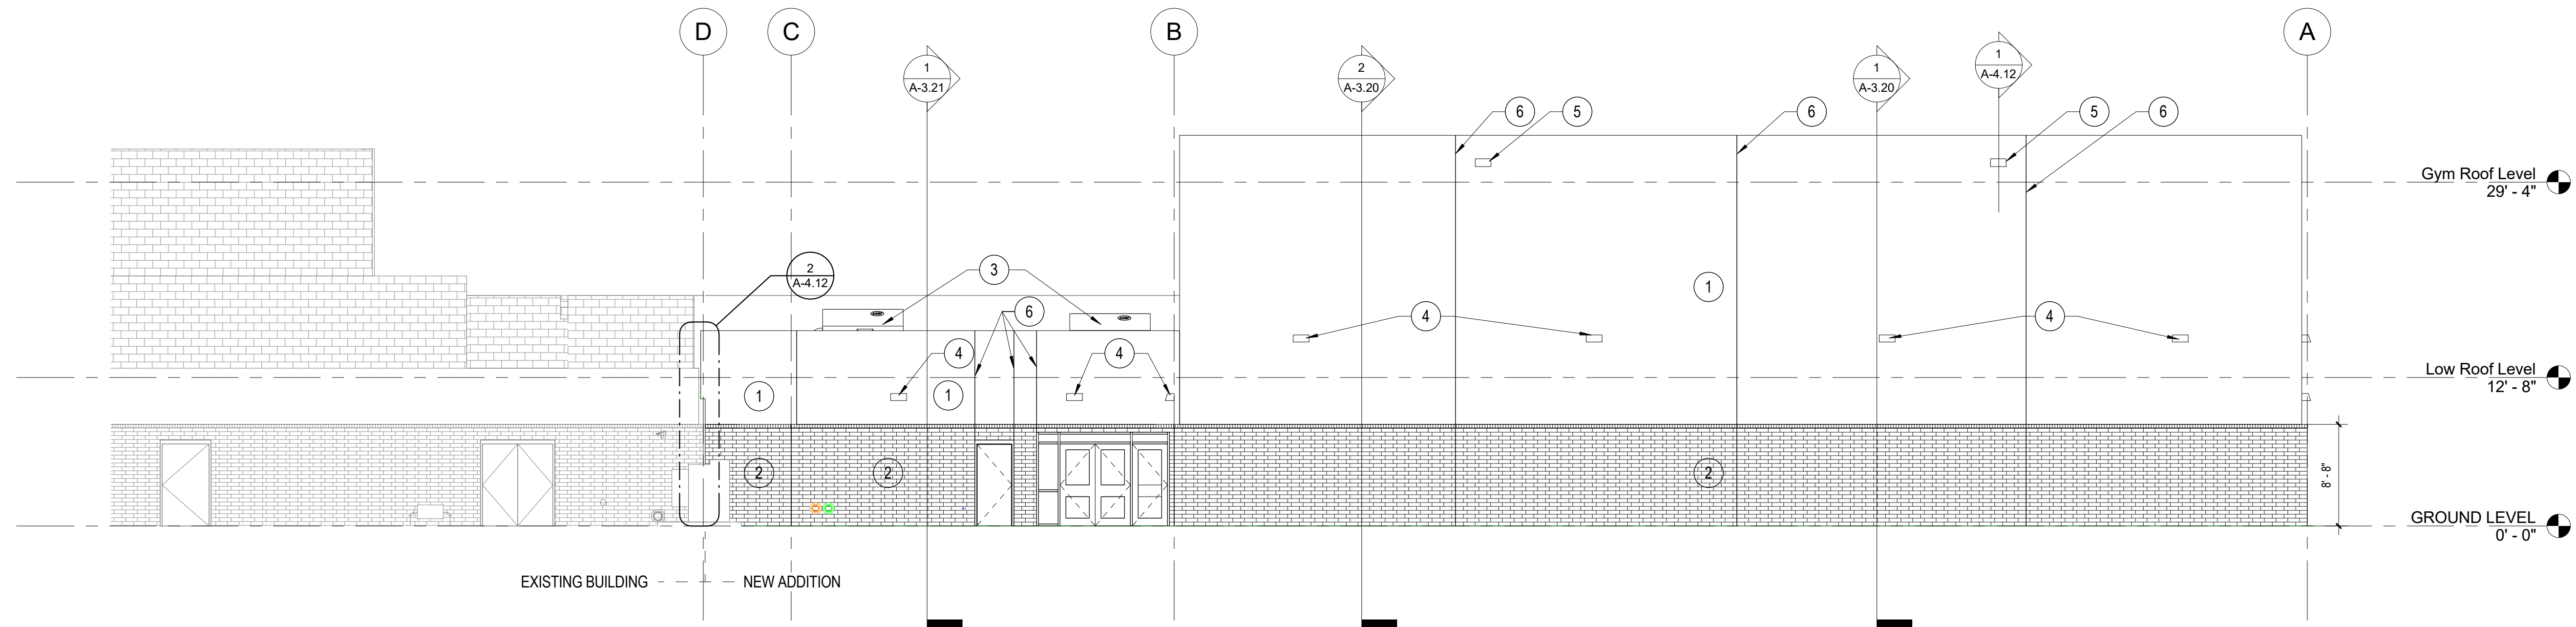 D
C
B
A
1
A-3.21
2
A-3.20
1
A-3.20
1
A-4.12
6
5
6
5
6
Gym Roof Level
29' - 4"
2
A-4.12
3
6
1
4
4
4
4
Low Roof Level
12' - 8"
1
1
2
2
2
8' - 8"
GROUND LEVEL
0' - 0"
EXISTING BUILDING
NEW ADDITION